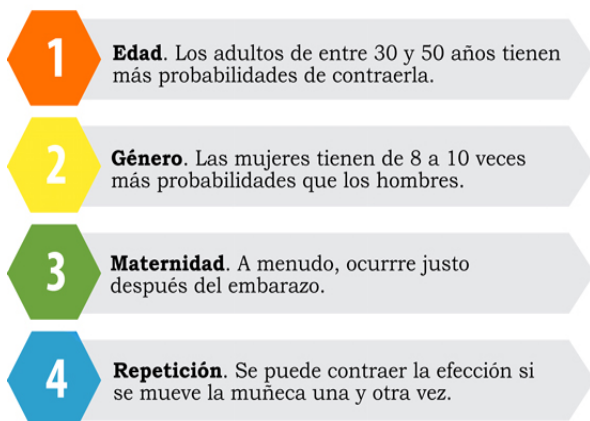 1
Edad. Los adultos de entre 30 y 50 años tienen
más probabilidades de contraerla.
2
Género. Las mujeres tienen de 8 a 10 veces
más probabilidades que los hombres.
3
Maternidad. A menudo, ocurrre justo
después del embarazo.
4
Repetición. Se puede contraer la efección si
se mueve la muñeca una y otra vez.